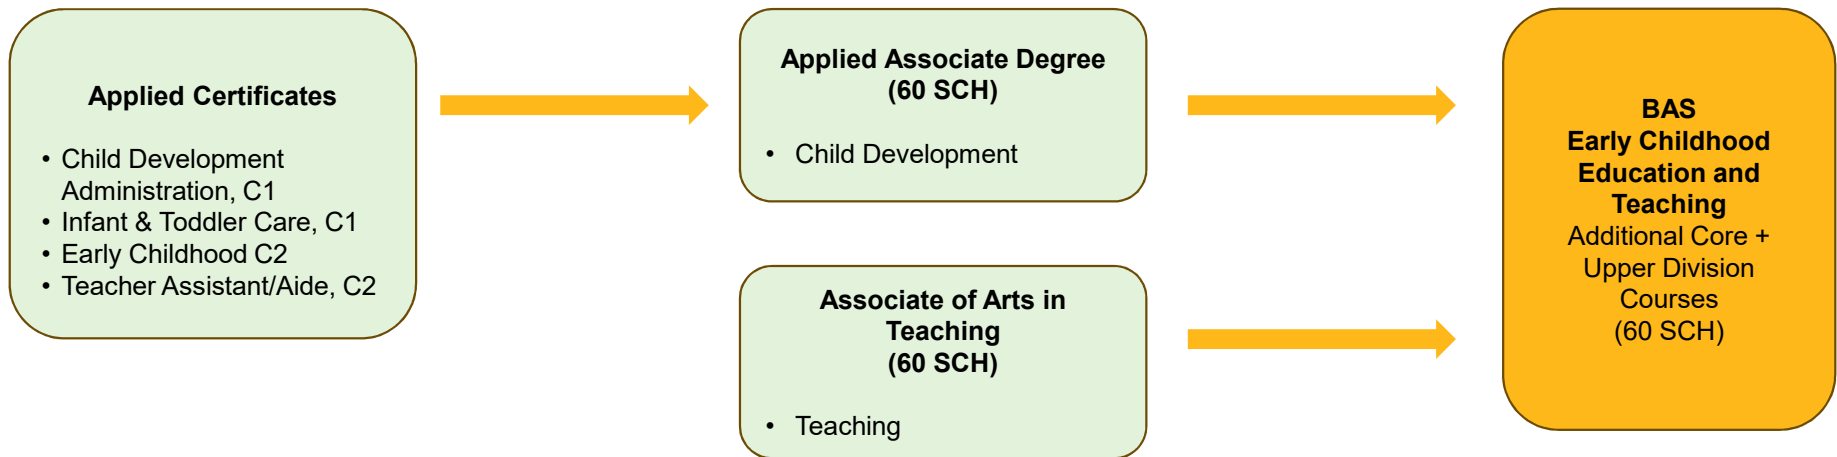 Applied Certificates
• Child Development
Administration, C1
• Infant & Toddler Care, C1
• Early Childhood C2
• Teacher Assistant/Aide, C2
Applied Associate Degree
(60 SCH)
• Child Development
Associate of Arts in
Teaching
(60 SCH)
• Teaching
BAS
Early Childhood
Education and
Teaching
Additional Core +
Upper Division
Courses
(60 SCH)